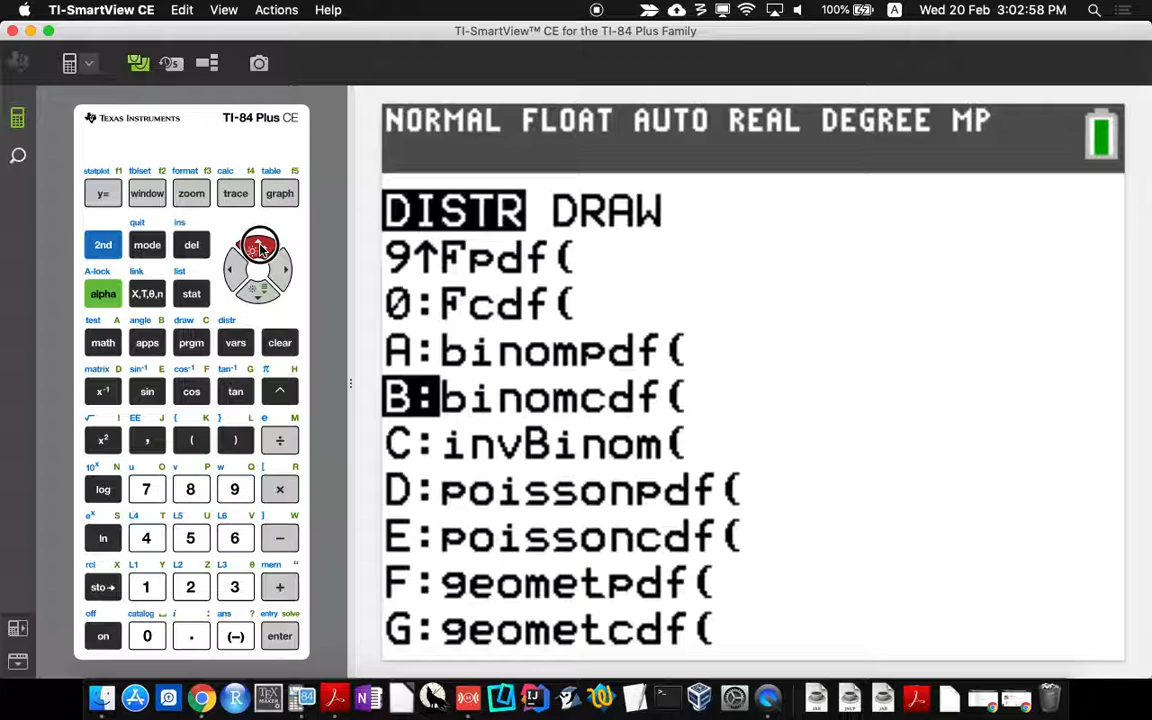 TI-SmartView CE Edit View Actions Help 100% A Wed 20 Feb 3:02:58 PM
TI-SmartView™ CE for the TI-84 Plus Family
TEXAS INSTRUMENTS TI-84 Plus CE
statplot f1 tblset f2 format f3 calc f4 table f5
y= window zoom trace graph
quit ins
2nd mode del
A-lock link list
alpha X,T,θ,n stat
test A angle B draw C distr
math apps prgm vars clear
matrix D sin⁻¹ E cos⁻¹ F tan⁻¹ G π H
x⁻¹ sin cos tan ^
√ I EE J { K } L e M
x² , ( ) ÷
10ˣ N u O v P w Q [ R
log 7 8 9 ×
eˣ S L4 T L5 U L6 V ] W
ln 4 5 6 −
rcl X L1 Y L2 Z L3 θ mem "
sto→ 1 2 3 +
off catalog i : ans ? entry solve
on 0 . (−) enter
NORMAL FLOAT AUTO REAL DEGREE MP
DISTR DRAW
9↑Fpdf(
0:Fcdf(
A:binompdf(
B:binomcdf(
C:invBinom(
D:poissonpdf(
E:poissoncdf(
F:geometpdf(
G:geometcdf(